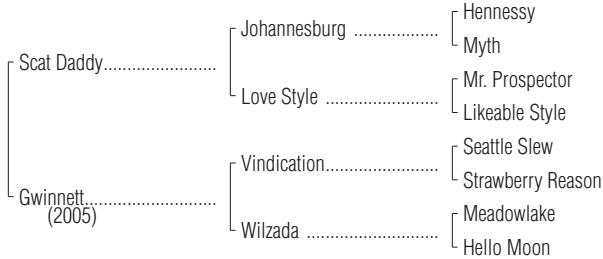 Hennessy
Johannesburg ..................
Myth
Scat Daddy........................
Mr. Prospector
Love Style ........................
Likeable Style
Seattle Slew
Vindication........................
Strawberry Reason
Gwinnett............................
(2005)
Meadowlake
Wilzada ............................
Hello Moon